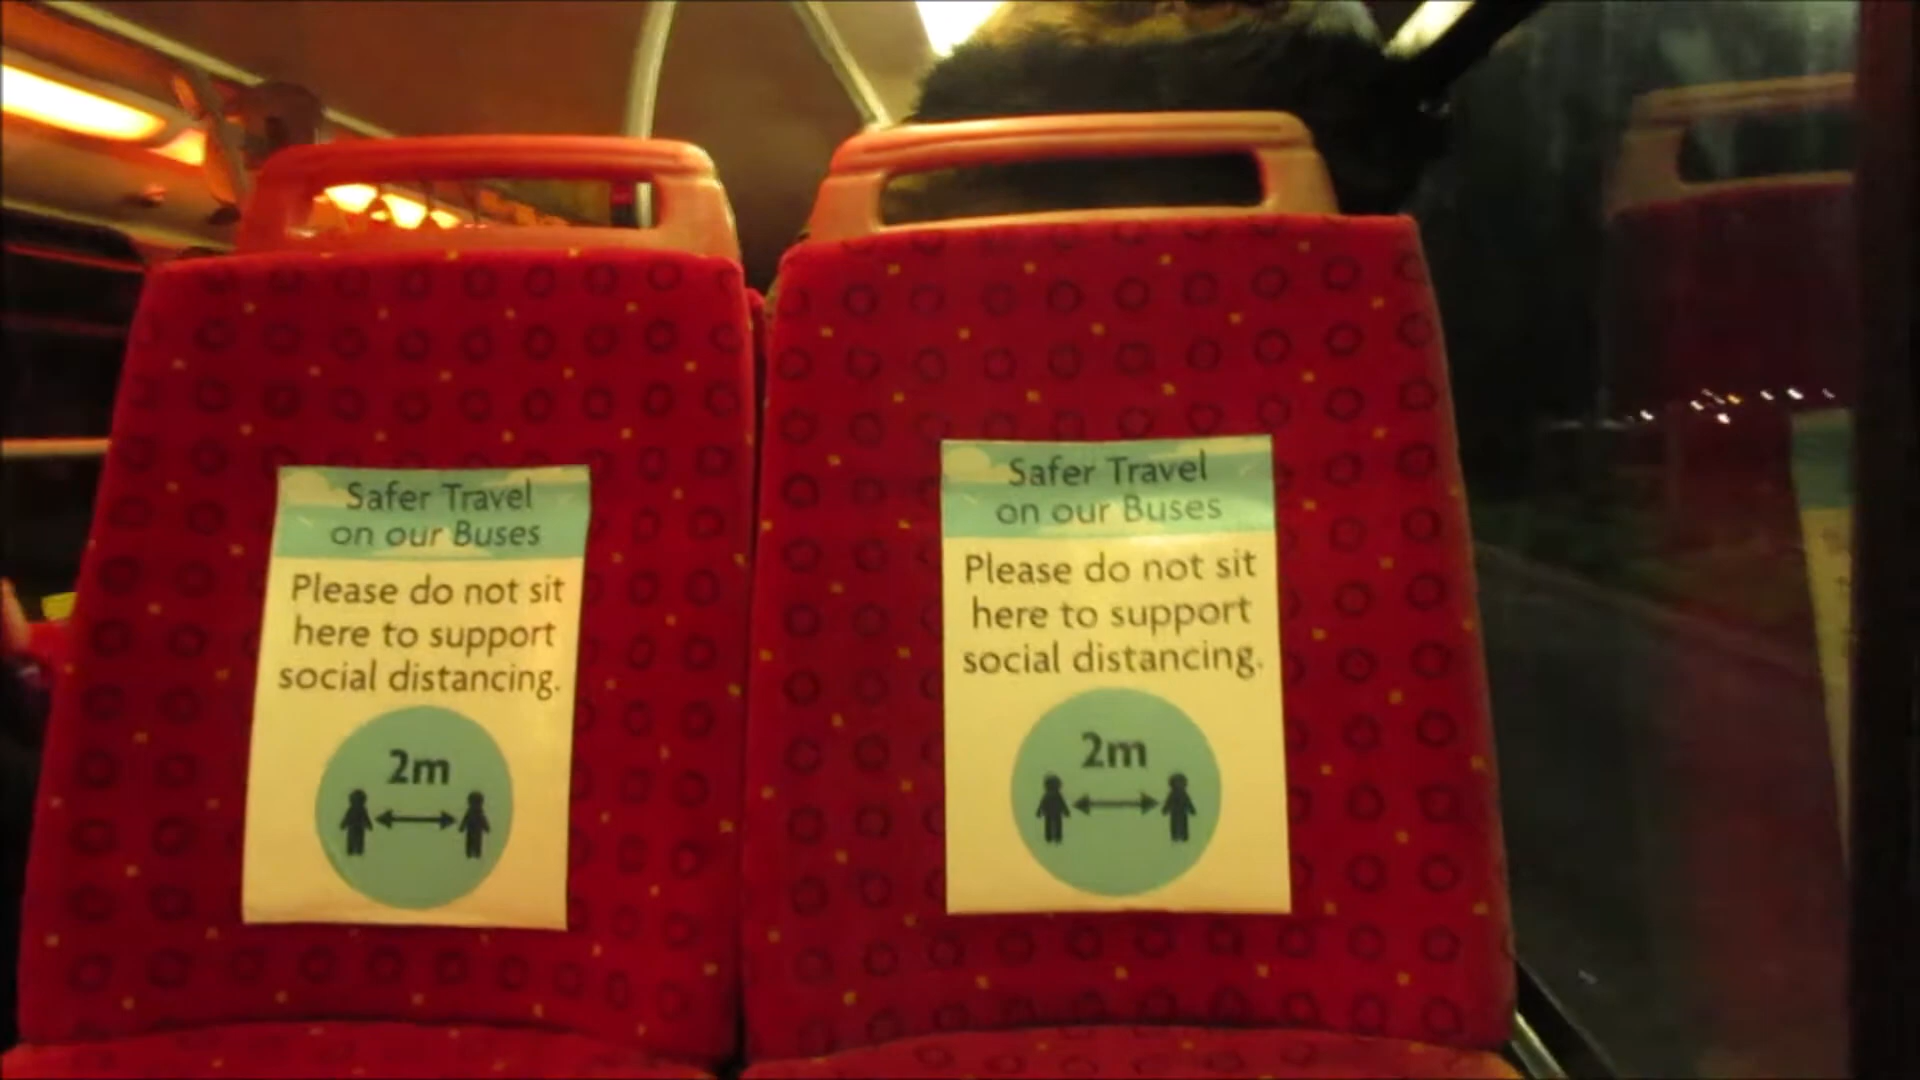 Safer Travel
on our Buses
Please do not sit
here to support
social distancing.
2m
Safer Travel
on our Buses
Please do not sit
here to support
social distancing.
2m